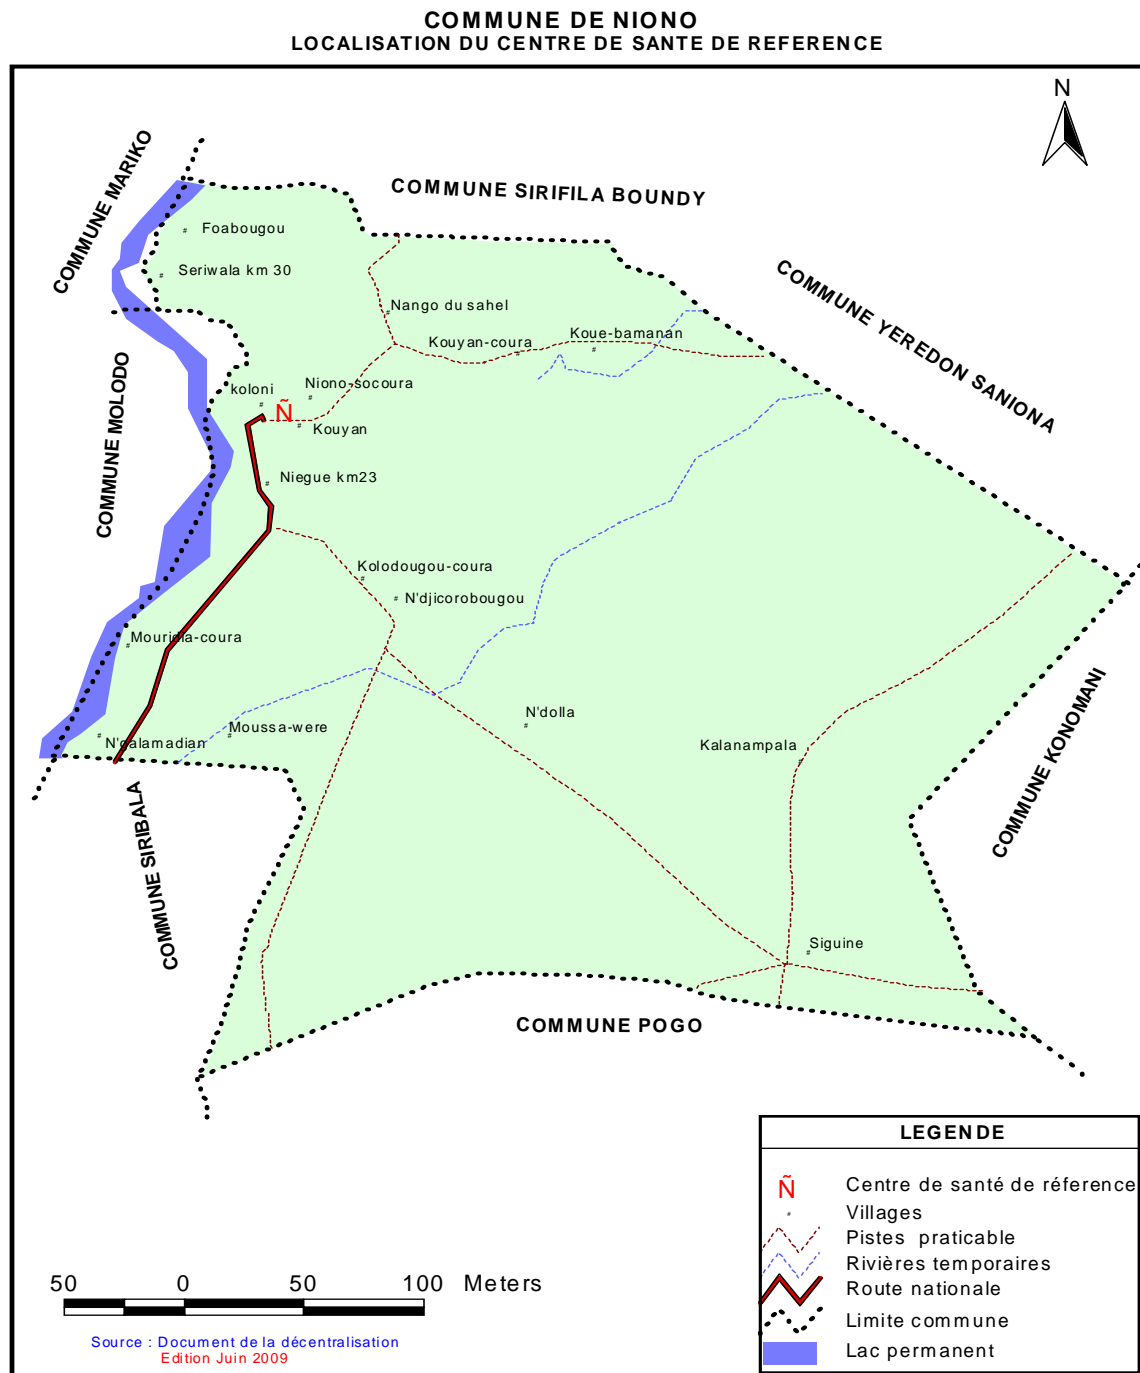 COMMUNE DE NIONO
LOCALISATION DU CENTRE DE SANTE DE REFERENCE
N
COMMUNE MARIKO
COMMUNE SIRIFILA BOUNDY
COMMUNE YEREDON SANIONA
COMMUNE MOLODO
COMMUNE KONOMANI
COMMUNE SIRIBALA
COMMUNE POGO
Foabougou
Seriwala km 30
Nango du sahel
Kouyan-coura
Koue-bamanan
koloni
Niono-socoura
Ñ
Kouyan
Niegue km23
Kolodougou-coura
N'djicorobougou
Mouridia-coura
N'galamadian
Moussa-were
N'dolla
Kalanampala
Siguine
LEGENDE
Ñ Centre de santé de réference
Villages
Pistes praticable
Rivières temporaires
Route nationale
Limite commune
Lac permanent
50 0 50 100 Meters
Source : Document de la décentralisation
Edition Juin 2009